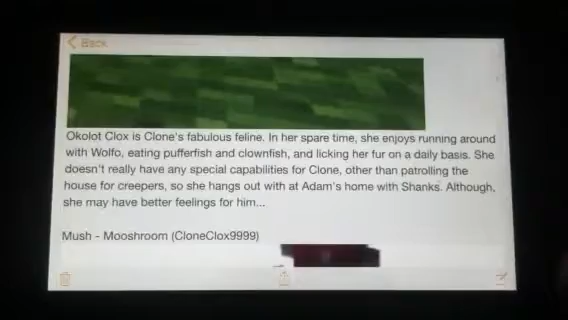 Back
Okolot Clox is Clone's fabulous feline. In her spare time, she enjoys running around
with Wolfo, eating pufferfish and clownfish, and licking her fur on a daily basis. She
doesn't really have any special capabilities for Clone, other than patrolling the
house for creepers, so she hangs out with at Adam's home with Shanks. Although,
she may have better feelings for him...
Mush - Mooshroom (CloneClox9999)